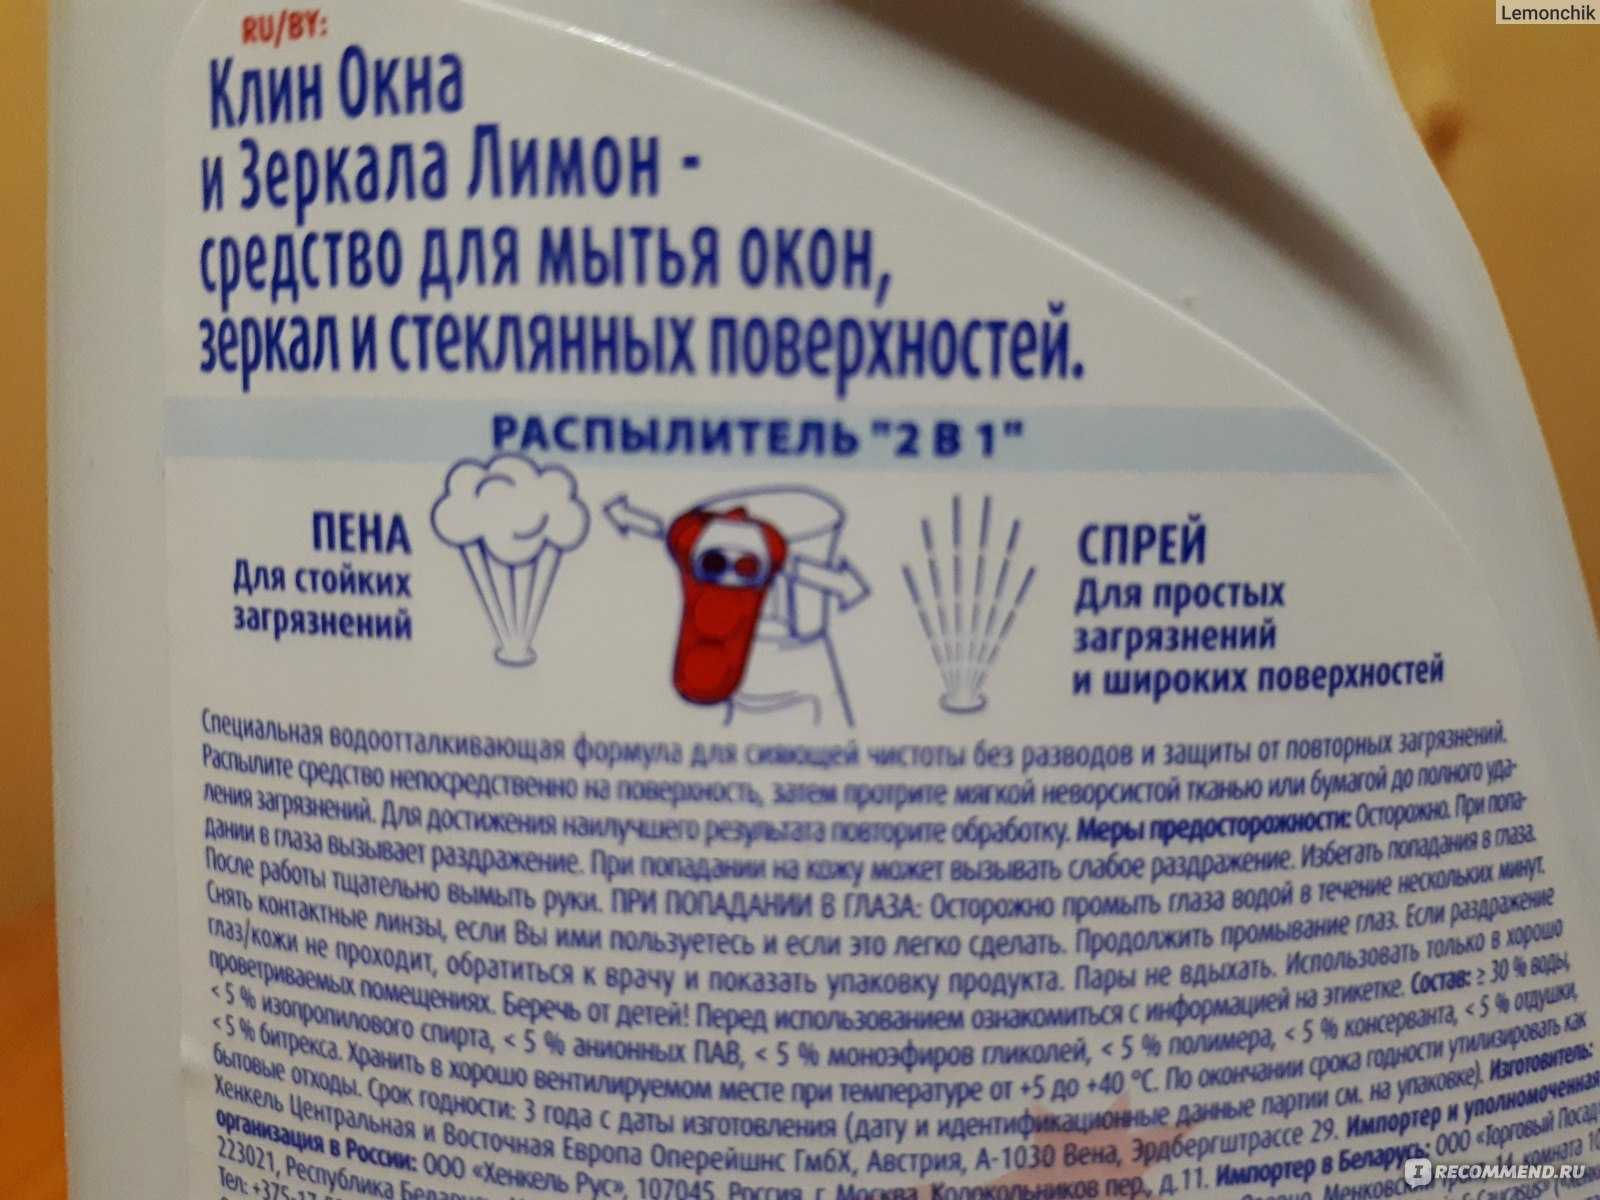 Lemonchik
RU/BY:
Клин Окна
и Зеркала Лимон -
средство для мытья окон,
зеркал и стеклянных поверхностей.
РАСПЫЛИТЕЛЬ "2 В 1"
ПЕНА
Для стойких
загрязнений
СПРЕЙ
Для простых
загрязнений
и широких поверхностей
Специальная водоотталкивающая формула для сияющей чистоты без разводов и защиты от повторных загрязнений.
Распылите средство непосредственно на поверхность, затем протрите мягкой неворсистой тканью или бумагой до полного уда-
ления загрязнений. Для достижения наилучшего результата повторите обработку. Меры предосторожности: Осторожно. При попа-
дании в глаза вызывает раздражение. При попадании на кожу может вызывать слабое раздражение. Избегать попадания в глаза.
После работы тщательно вымыть руки. ПРИ ПОПАДАНИИ В ГЛАЗА: Осторожно промыть глаза водой в течение нескольких минут.
Снять контактные линзы, если Вы ими пользуетесь и если это легко сделать. Продолжить промывание глаз. Если раздражение
глаз/кожи не проходит, обратиться к врачу и показать упаковку продукта. Пары не вдыхать. Использовать только в хорошо
проветриваемых помещениях. Беречь от детей! Перед использованием ознакомиться с информацией на этикетке. Состав: ≥ 30 % воды,
< 5 % изопропилового спирта, < 5 % анионных ПАВ, < 5 % моноэфиров гликолей, < 5 % полимера, < 5 % консерванта, < 5 % отдушки,
< 5 % битрекса. Хранить в хорошо вентилируемом месте при температуре от +5 до +40 °C. По окончании срока годности утилизировать как
бытовые отходы. Срок годности: 3 года с даты изготовления (дату и идентификационные данные партии см. на упаковке). Изготовитель:
Хенкель Центральная и Восточная Европа Оперейшнс ГмбХ, Австрия, А-1030 Вена, Эрдбергштрассе 29. Импортер и уполномоченная
организация в России: ООО «Хенкель Рус», 107045, Россия, г. Москва, Колокольников пер., д.11. Импортер в Беларусь: ООО «Торговый Посад
223021, Республика Беларусь, Менковский 14, комната
Тел.: +375-17
IRECOMMEND.RU